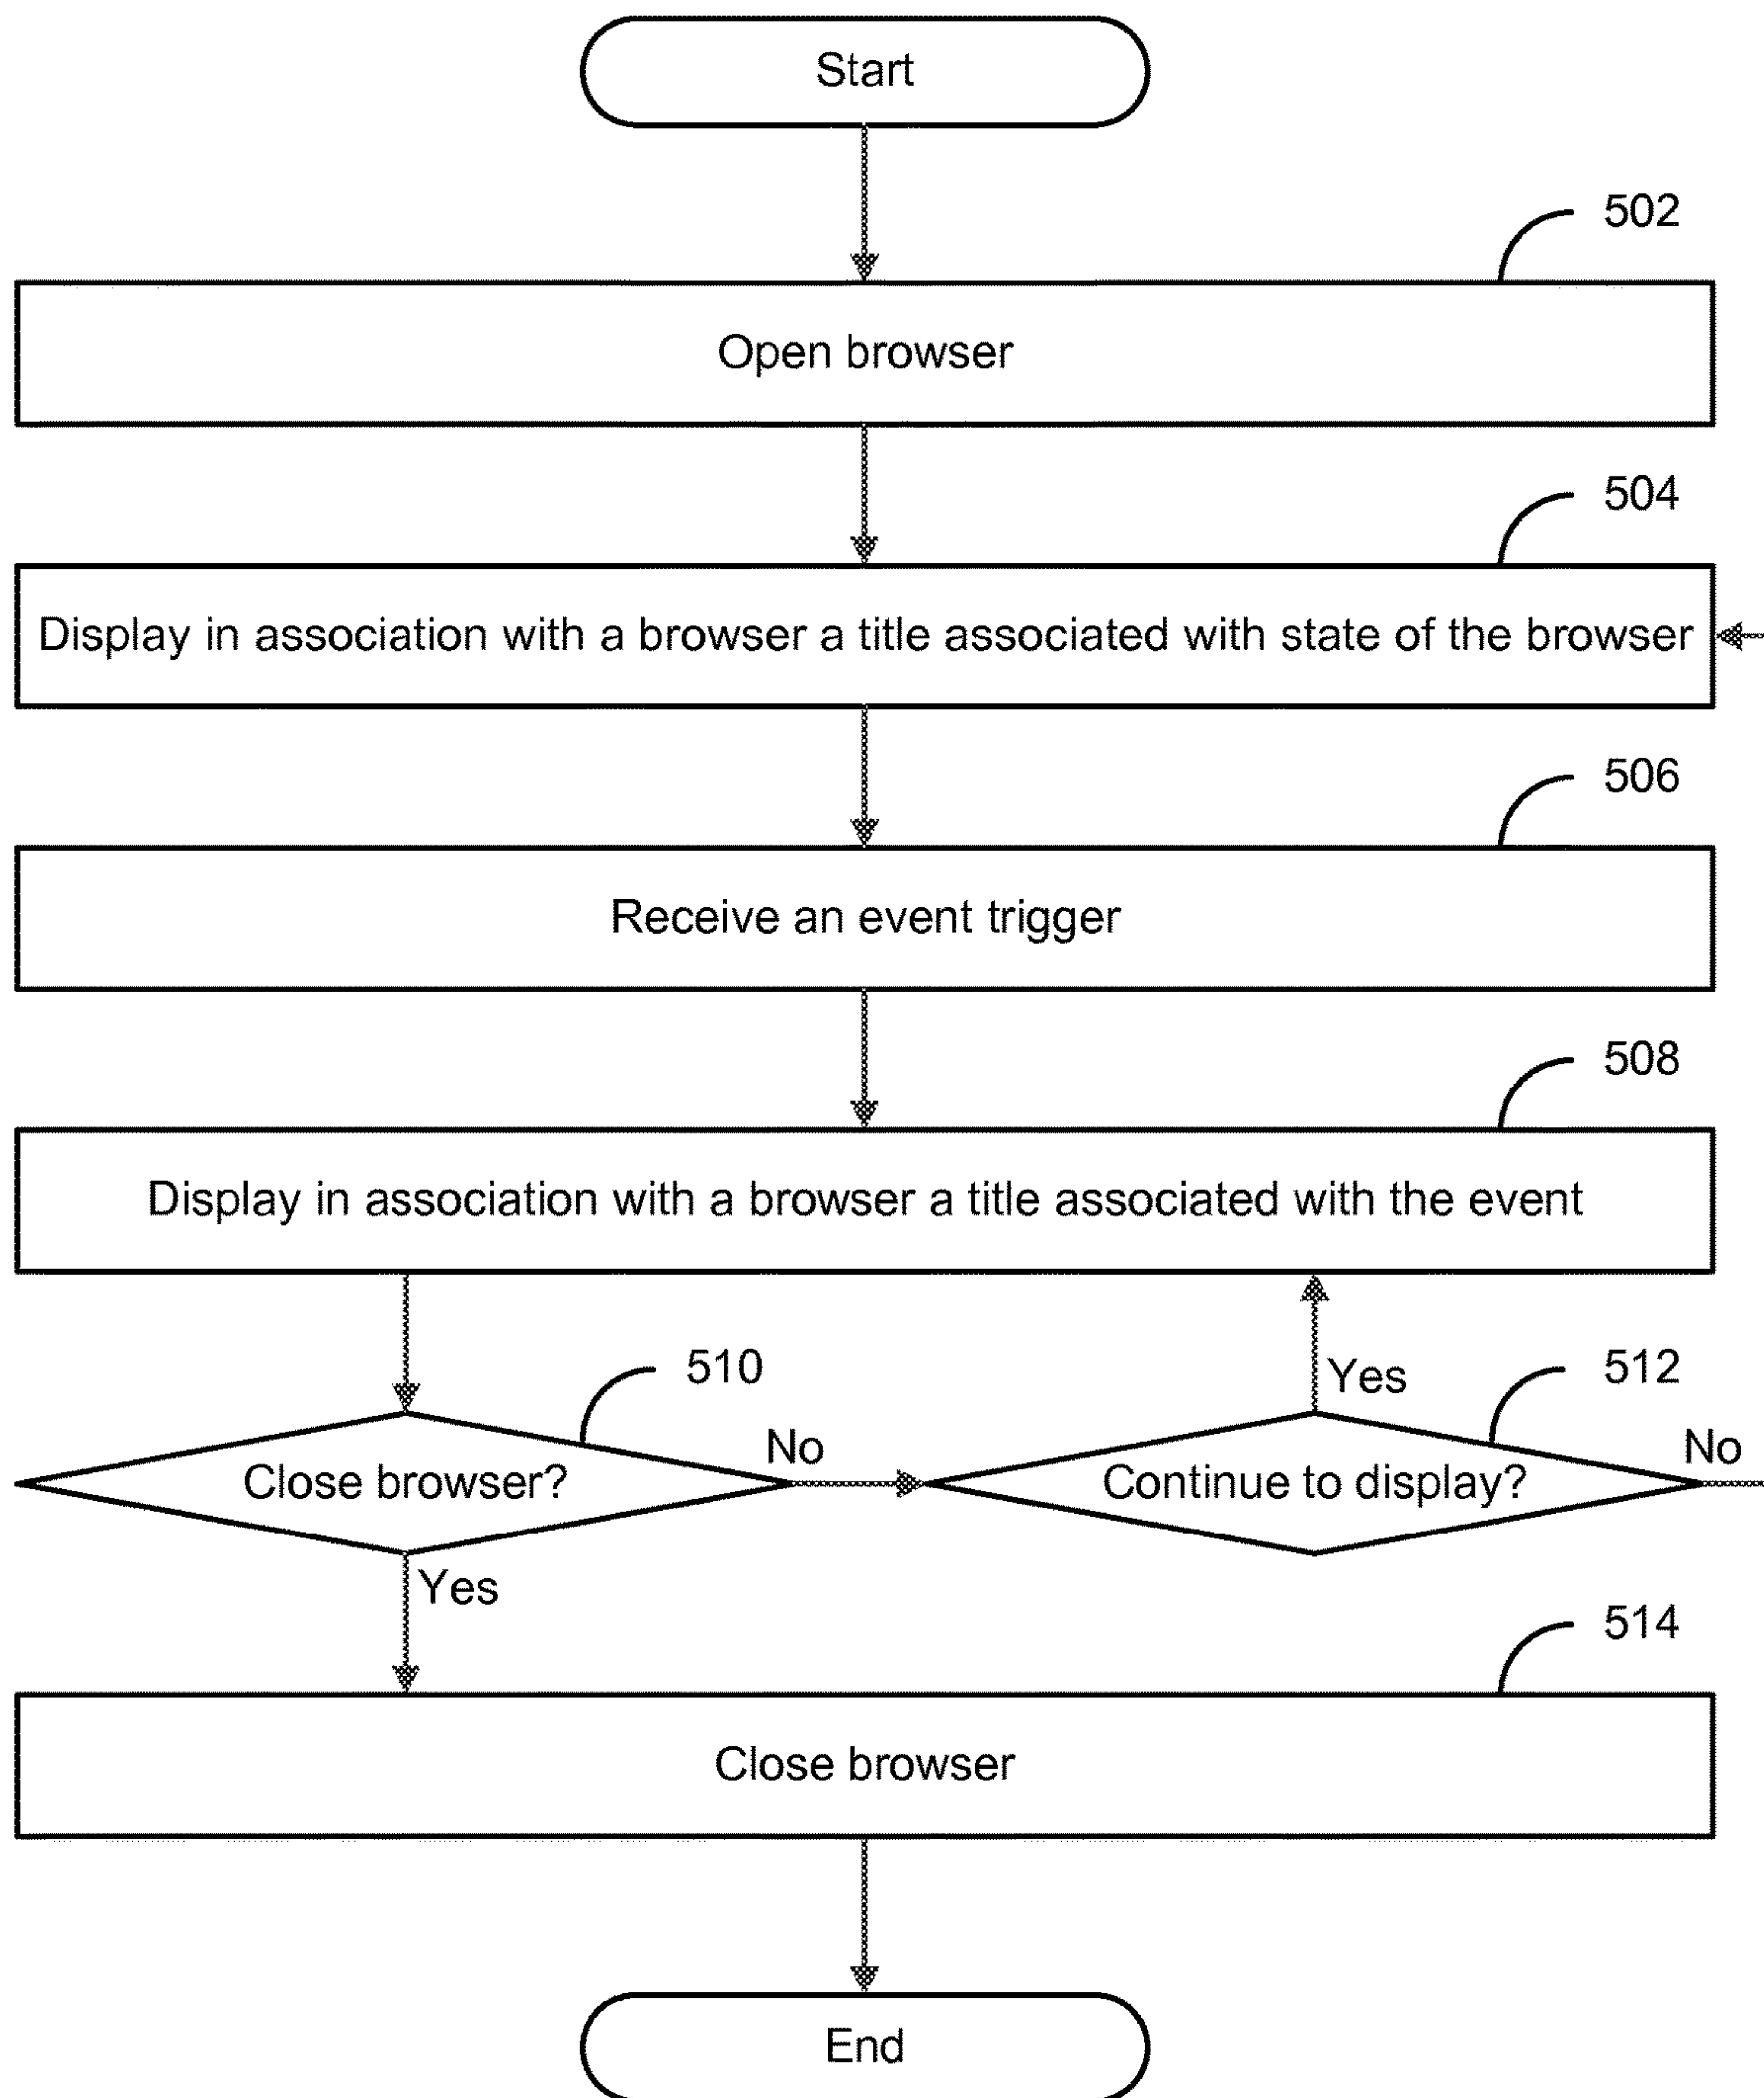 Start
502
Open browser
504
Display in association with a browser a title associated with state of the browser
506
Receive an event trigger
508
Display in association with a browser a title associated with the event
510
Yes
512
Close browser?
No
Continue to display?
No
Yes
514
Close browser
End